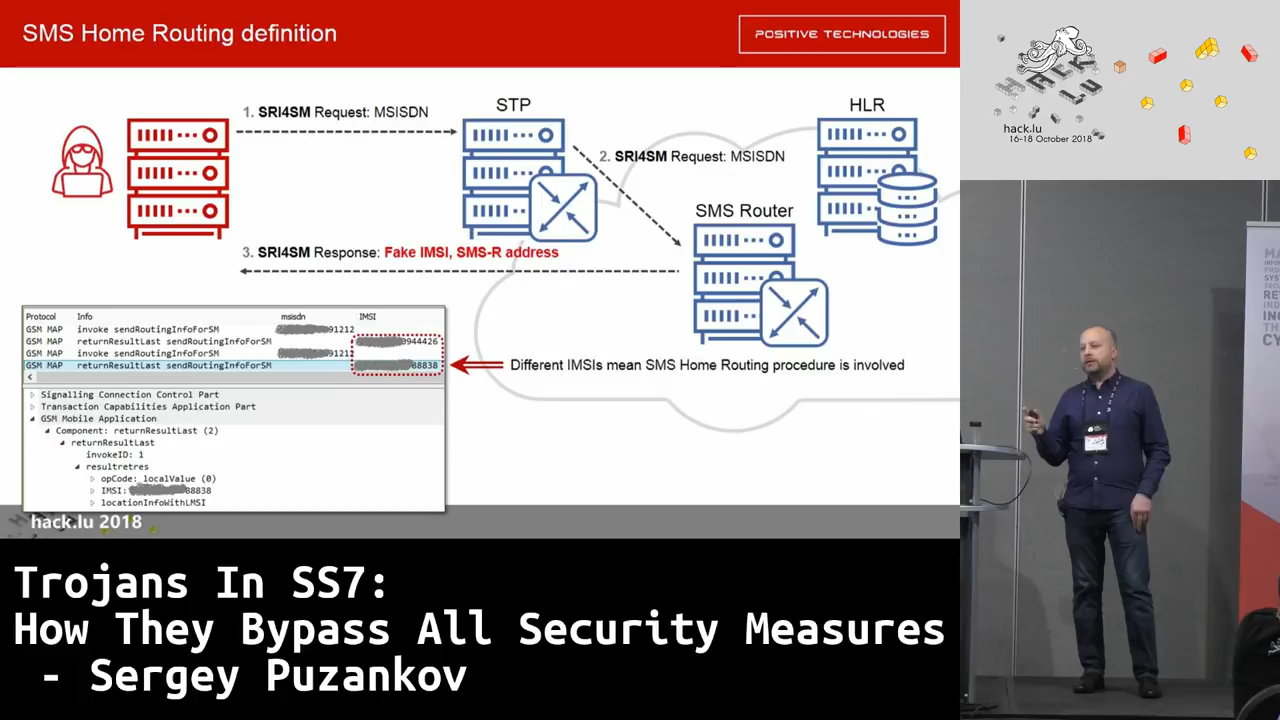 SMS Home Routing definition
POSITIVE TECHNOLOGIES
STP
HLR
1. SRI4SM Request: MSISDN
2. SRI4SM Request: MSISDN
SMS Router
3. SRI4SM Response: Fake IMSI, SMS-R address
Protocol Info msisdn IMSI
GSM MAP invoke sendRoutingInfoForSM 91212
GSM MAP returnResultLast sendRoutingInfoForSM 944426
GSM MAP invoke sendRoutingInfoForSM 9121
GSM MAP returnResultLast sendRoutingInfoForSM 88838
Different IMSIs mean SMS Home Routing procedure is involved
Signalling Connection Control Part
Transaction Capabilities Application Part
GSM Mobile Application
Component: returnResultLast (2)
returnResultLast
invokeID: 1
resultretres
opCode: localValue (0)
IMSI: 88838
locationInfoWithLMSI
hack.lu 2018
HACK LU
hack.lu
16-18 October 2018
Trojans In SS7:
How They Bypass All Security Measures
- Sergey Puzankov